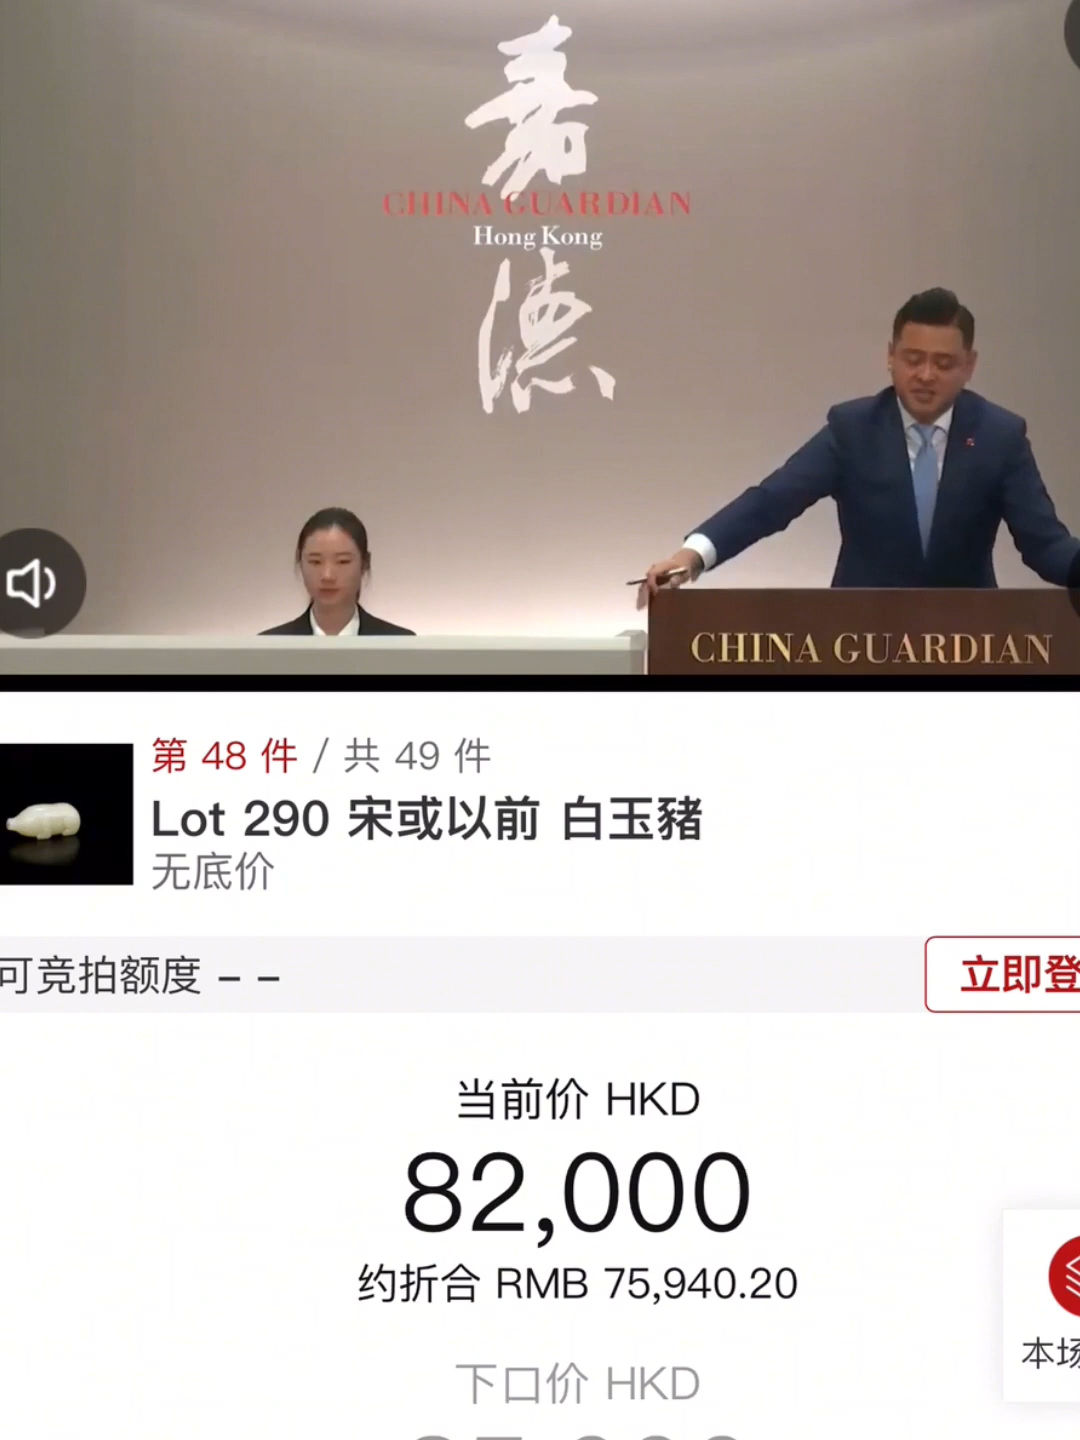 嘉
CHINA GUARDIAN
Hong Kong
德
CHINA GUARDIAN
第 48 件 / 共 49 件
Lot 290 宋或以前 白玉豬
无底价
可竞拍额度 – –
立即登
当前价 HKD
82,000
约折合 RMB 75,940.20
本场
下口价 HKD